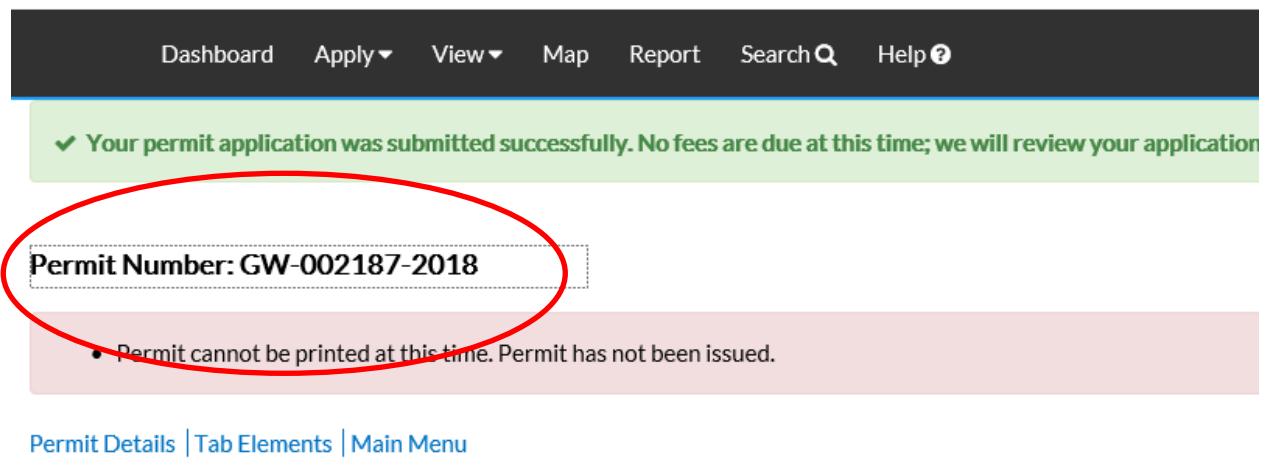 Dashboard Apply View Map Report Search Help
Your permit application was submitted successfully. No fees are due at this time; we will review your application
Permit Number: GW-002187-2018
• Permit cannot be printed at this time. Permit has not been issued.
Permit Details | Tab Elements | Main Menu